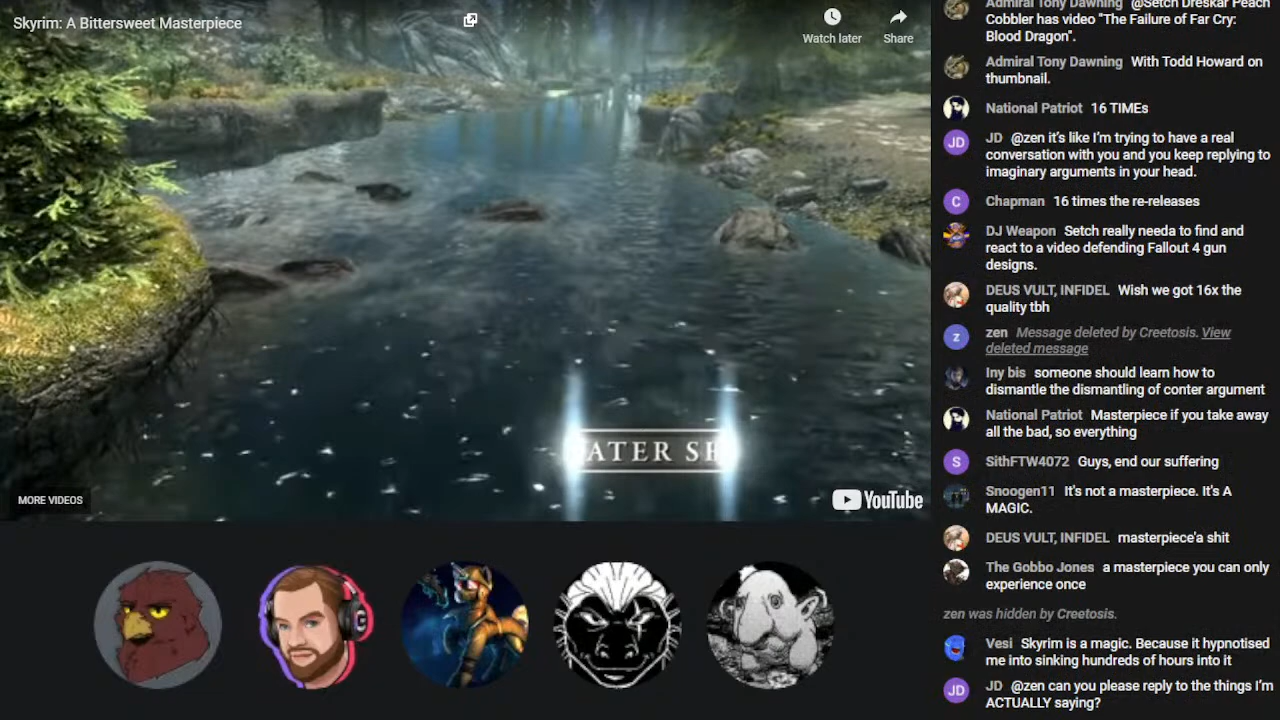 Skyrim: A Bittersweet Masterpiece
Watch later
Share
ATER S
MORE VIDEOS
YouTube
Admiral Tony Dawning @Setch Dreskar Peach
Cobbler has video "The Failure of Far Cry:
Blood Dragon".
Admiral Tony Dawning With Todd Howard on
thumbnail.
National Patriot 16 TIMEs
JD JD @zen it's like I'm trying to have a real
conversation with you and you keep replying to
imaginary arguments in your head.
C Chapman 16 times the re-releases
DJ Weapon Setch really needa to find and
react to a video defending Fallout 4 gun
designs.
DEUS VULT, INFIDEL Wish we got 16x the
quality tbh
z zen Message deleted by Creetosis. View
deleted message
Iny bis someone should learn how to
dismantle the dismantling of conter argument
National Patriot Masterpiece if you take away
all the bad, so everything
S SithFTW4072 Guys, end our suffering
Snoogen11 It's not a masterpiece. It's A
MAGIC.
DEUS VULT, INFIDEL masterpiece'a shit
The Gobbo Jones a masterpiece you can only
experience once
zen was hidden by Creetosis.
Vesi Skyrim is a magic. Because it hypnotised
me into sinking hundreds of hours into it
JD JD @zen can you please reply to the things I'm
ACTUALLY saying?